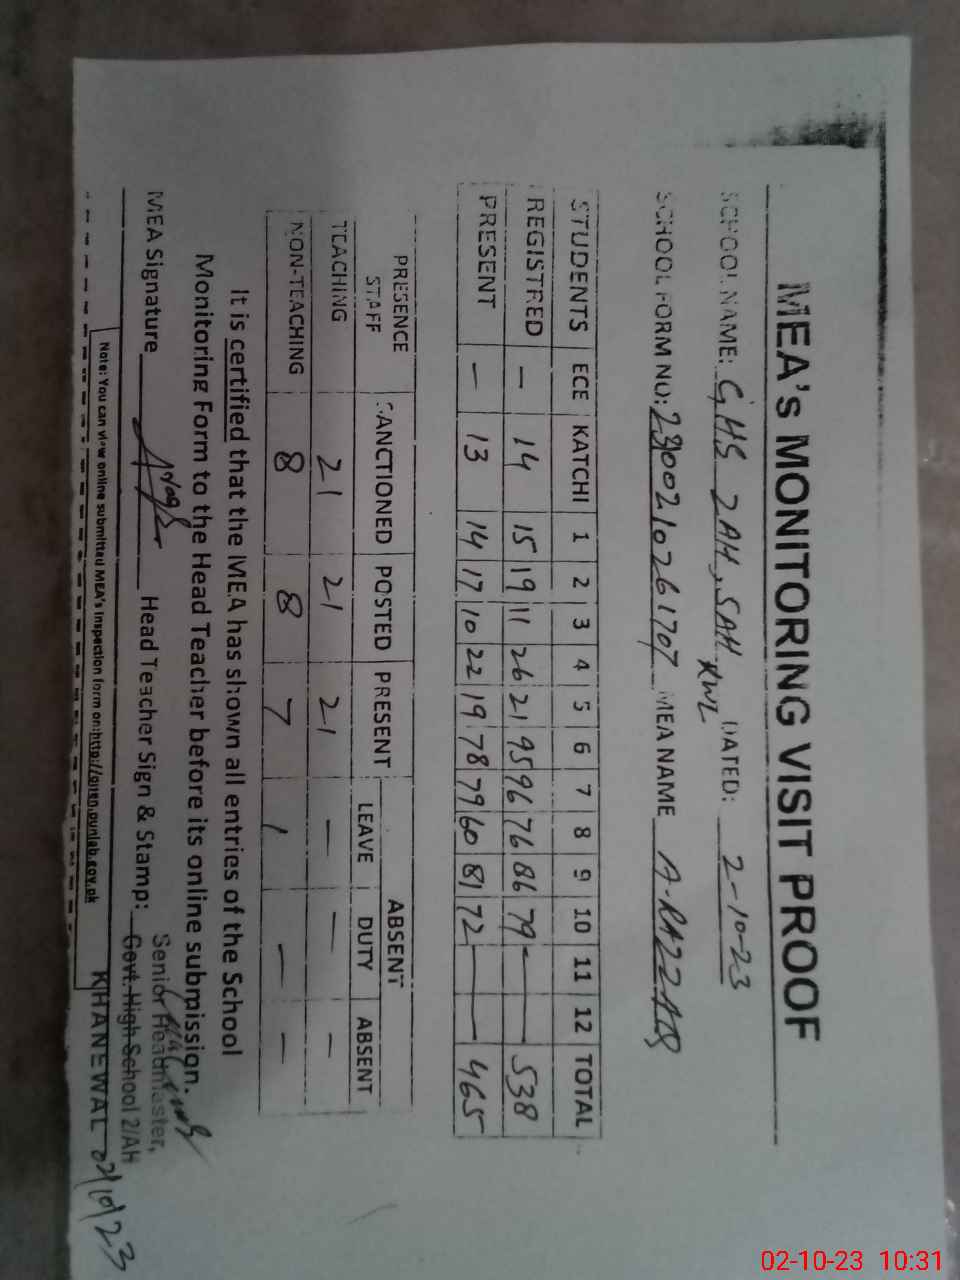 MEA's MONITORING VISIT PROOF
SCHOOL NAME: GHS 2AH, SAH KWL DATED: 2-10-23
SCHOOL FORM NO: MEA NAME A-RAZZAQ
STUDENTS ECE KATCHI 1 2 3 4 5 6 7 8 9 10 11 12 TOTAL
REGISTRED – 14 15 19 11 26 21 95 96 76 86 79 – 538
PRESENT – 13 14 17 10 22 19 78 79 60 81 72 – 465
PRESENCE STAFF SANCTIONED POSTED PRESENT ABSENT
LEAVE DUTY ABSENT
TEACHING 21 21 21 – – –
NON-TEACHING 8 8 7 1 – –
It is certified that the MEA has shown all entries of the School
Monitoring Form to the Head Teacher before its online submission.
MEA Signature Head Teacher Sign & Stamp:
Senior Headmaster,
Govt. High School 2/AH
KHANEWAL 02/10/23
Note: You can view online submitted MEA's inspection form on:http://open.punjab.gov.pk
02-10-23 10:31